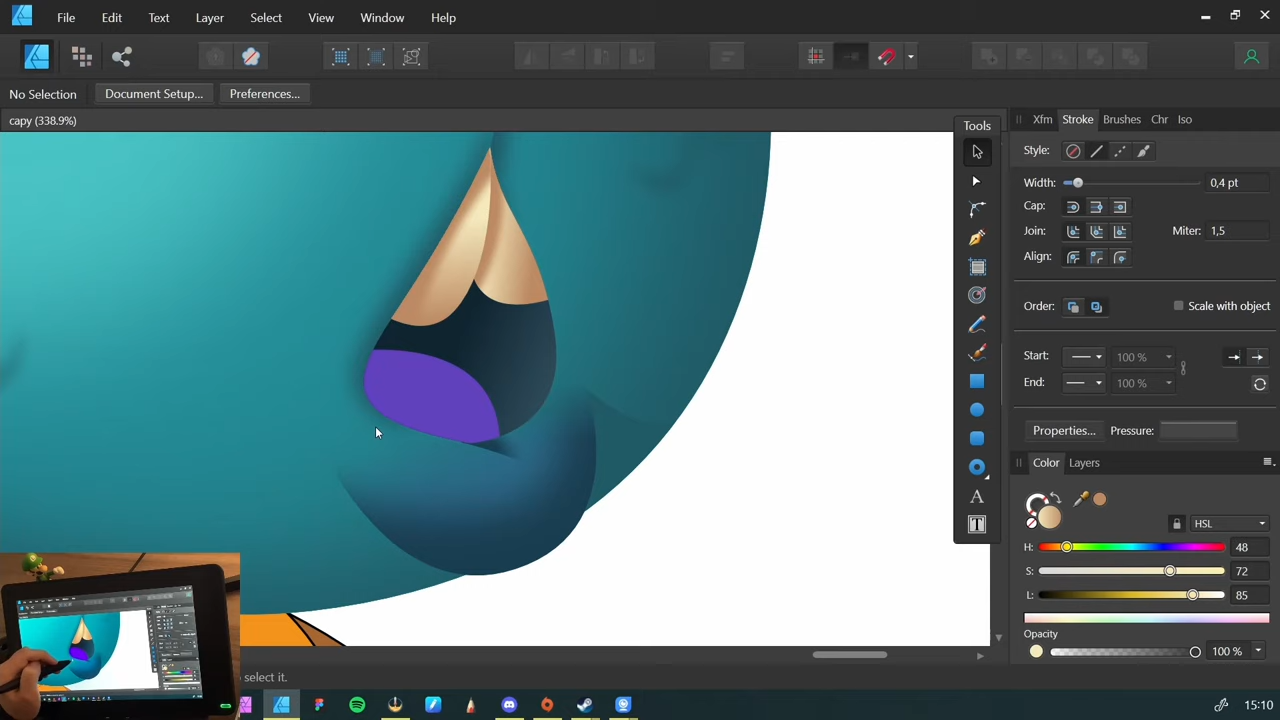 File Edit Text Layer Select View Window Help
No Selection Document Setup... Preferences...
capy (338.9%)
Tools
Xfm Stroke Brushes Chr Iso
Style:
Width: 0,4 pt
Cap:
Join: Miter: 1,5
Align:
Order: Scale with object
Start: 100 %
End: 100 %
Properties... Pressure:
Color Layers
HSL
H: 48
S: 72
L: 85
Opacity
100 %
A
T
select it.
15:10